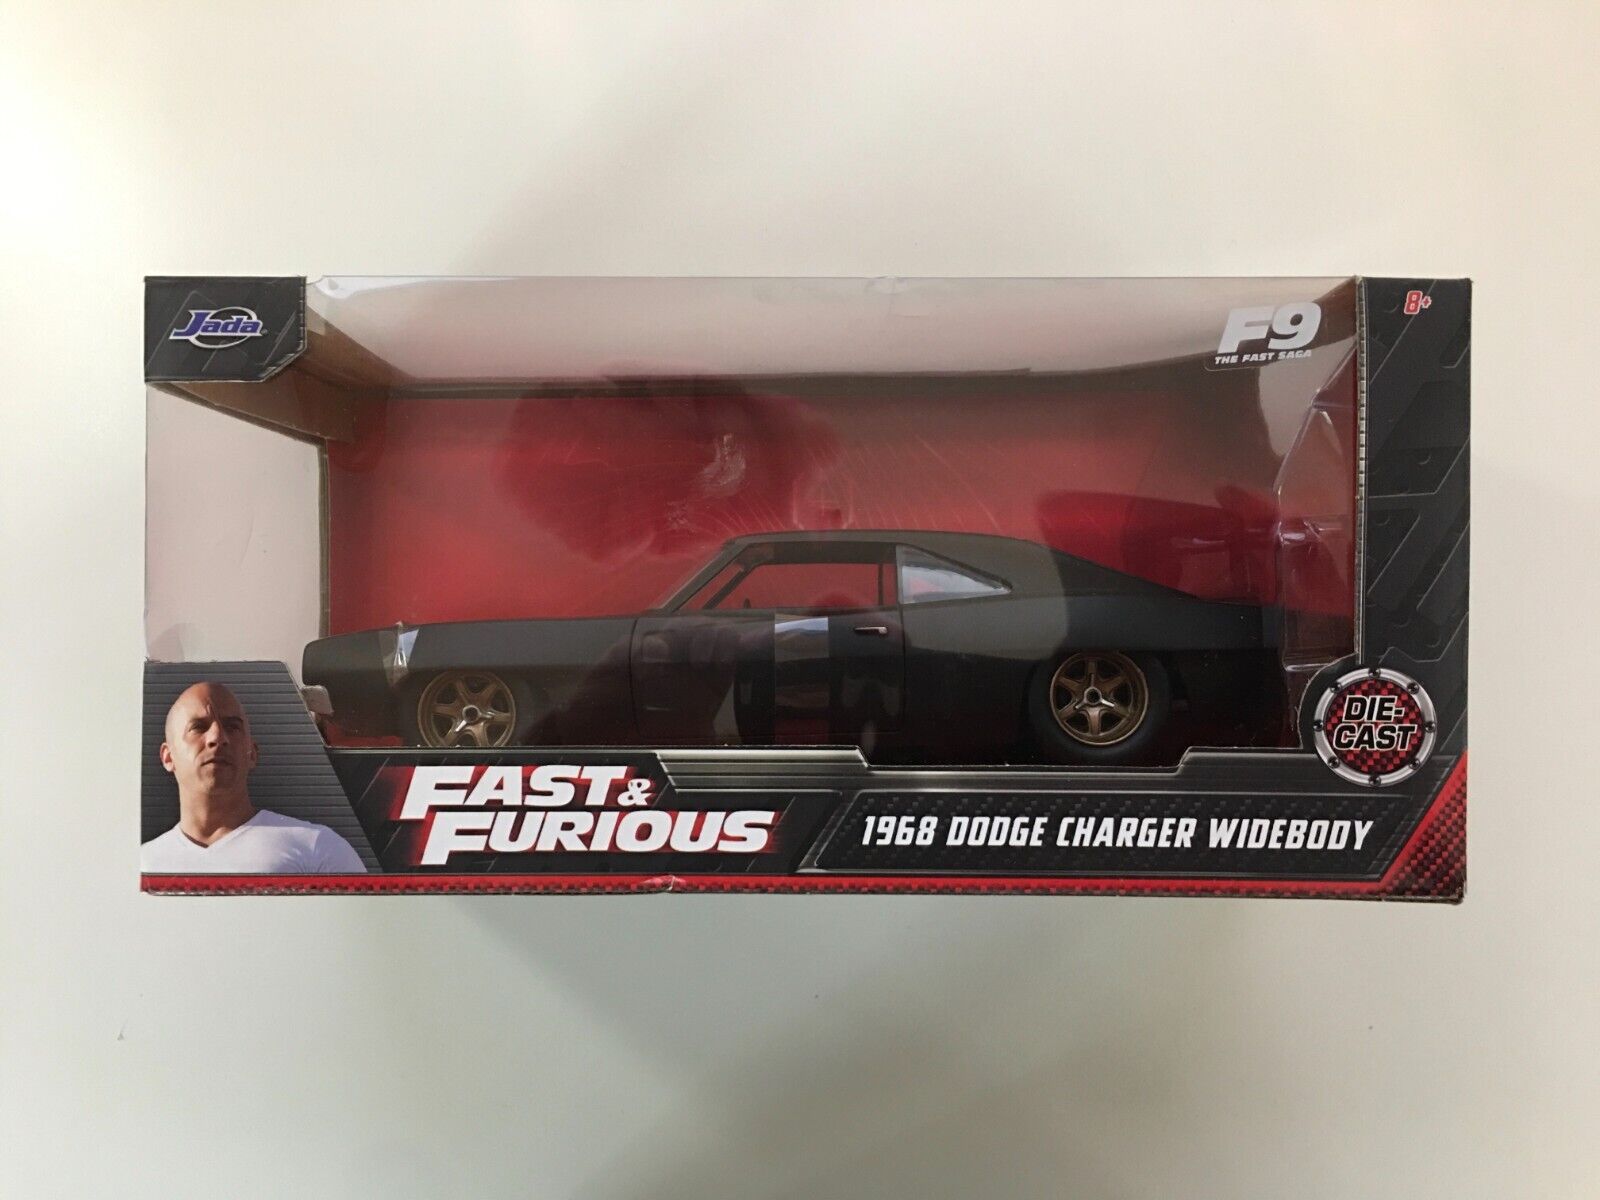 Jada
F9
THE FAST SAGA
8+
DIE-
CAST
FAST &
FURIOUS
1968 DODGE CHARGER WIDEBODY